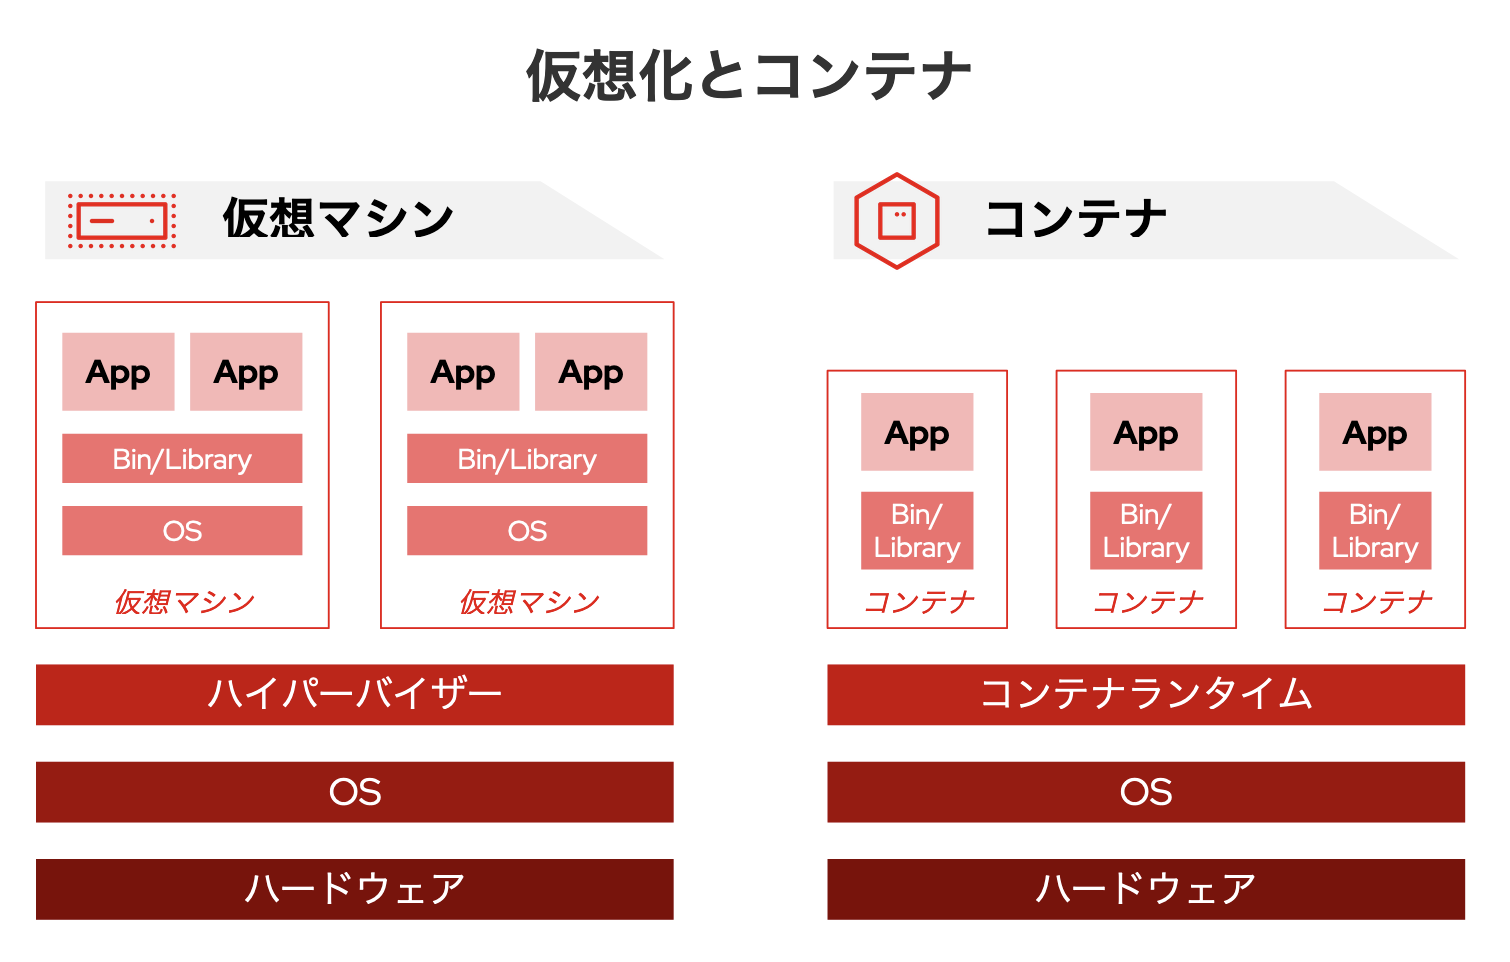 仮想化とコンテナ
仮想マシン
App
App
Bin/Library
OS
仮想マシン
App
App
Bin/Library
OS
仮想マシン
ハイパーバイザー
OS
ハードウェア
コンテナ
App
Bin/
Library
コンテナ
App
Bin/
Library
コンテナ
App
Bin/
Library
コンテナ
コンテナランタイム
OS
ハードウェア